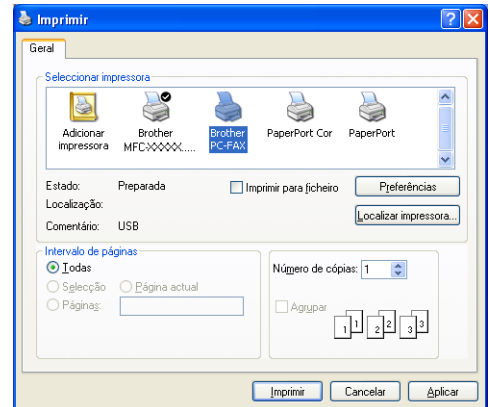 Imprimir
Geral
Seleccionar impressora
Adicionar impressora
Brother MFC-XXXXX.....
Brother PC-FAX
PaperPort Cor
PaperPort
Estado: Preparada
Imprimir para ficheiro
Preferências
Localização:
Localizar impressora...
Comentário: USB
Intervalo de páginas
Todas
Selecção
Página actual
Páginas:
Número de cópias: 1
Agrupar
1 1 2 2 3 3
Imprimir
Cancelar
Aplicar